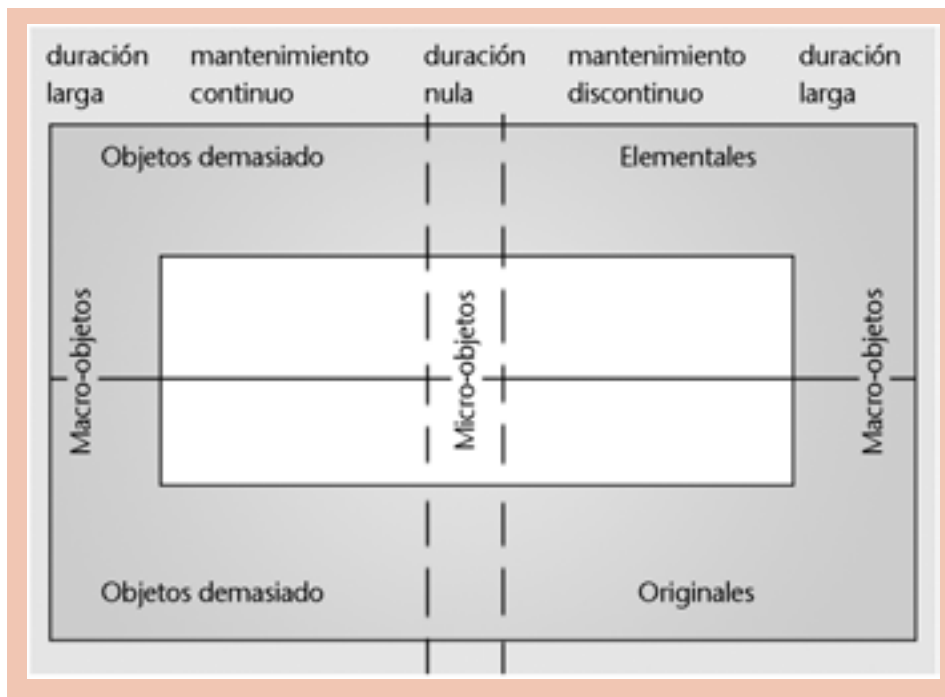 duración larga
mantenimiento continuo
duración nula
mantenimiento discontinuo
duración larga
Objetos demasiado
Elementales
Macro-objetos
Micro-objetos
Macro-objetos
Objetos demasiado
Originales